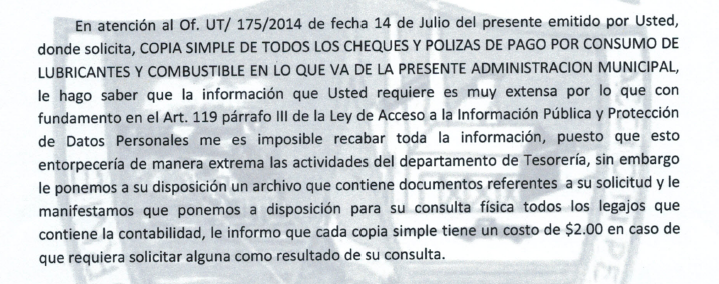 En atención al Of. UT/ 175/2014 de fecha 14 de Julio del presente emitido por Usted,
donde solicita, COPIA SIMPLE DE TODOS LOS CHEQUES Y POLIZAS DE PAGO POR CONSUMO DE
LUBRICANTES Y COMBUSTIBLE EN LO QUE VA DE LA PRESENTE ADMINISTRACION MUNICIPAL,
le hago saber que la información que Usted requiere es muy extensa por lo que con
fundamento en el Art. 119 párrafo III de la Ley de Acceso a la Información Pública y Protección
de Datos Personales me es imposible recabar toda la información, puesto que esto
entorpecería de manera extrema las actividades del departamento de Tesorería, sin embargo
le ponemos a su disposición un archivo que contiene documentos referentes a su solicitud y le
manifestamos que ponemos a disposición para su consulta física todos los legajos que
contiene la contabilidad, le informo que cada copia simple tiene un costo de $2.00 en caso de
que requiera solicitar alguna como resultado de su consulta.